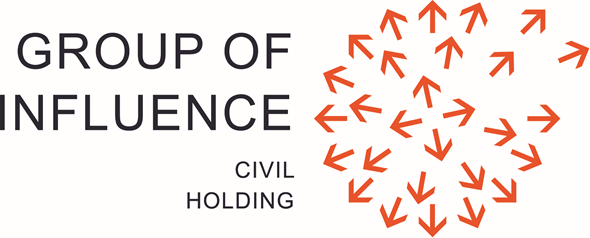 GROUP OF
INFLUENCE
CIVIL
HOLDING